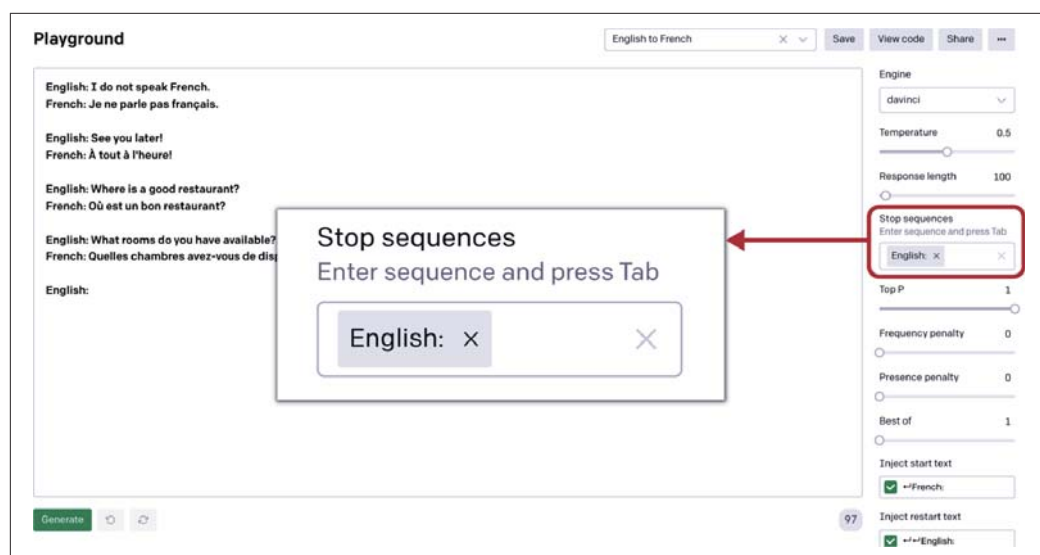 Playground
English to French
Save
View code
Share
English: I do not speak French.
French: Je ne parle pas français.
English: See you later!
French: À tout à l'heure!
English: Where is a good restaurant?
French: Où est un bon restaurant?
English: What rooms do you have available?
French: Quelles chambres avez-vous de
English:
Stop sequences
Enter sequence and press Tab
English: ×
Engine
davinci
Temperature 0.5
Response length 100
Stop sequences
Enter sequence and press Tab
English: ×
Top P 1
Frequency penalty 0
Presence penalty 0
Best of 1
Inject start text
↵French:
Inject restart text
↵↵English:
Generate
97